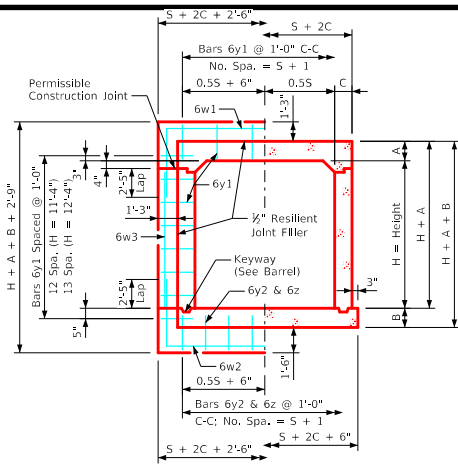 S + 2C + 2'-6"
S + 2C
Bars 6y1 @ 1'-0" C-C
No. Spa. = S + 1
0.5S + 6"
0.5S
C
Permissible
Construction Joint
6w1
1'-3"
A
3"
4"
2'-5"
Lap
6y1
1'-3"
½" Resilient
Joint Filler
6w3
H + A + B + 2'-9"
Bars 6y1 Spaced @ 1'-0"
12 Spa. (H = 11'-4")
13 Spa. (H = 12'-4")
H = Height
H + A
H + A + B
Keyway
(See Barrel)
3"
2'-5"
Lap
6y2 & 6z
B
5"
1'-6"
6w2
0.5S + 6"
Bars 6y2 & 6z @ 1'-0"
C-C; No. Spa. = S + 1
S + 2C + 6"
S + 2C + 2'-6"